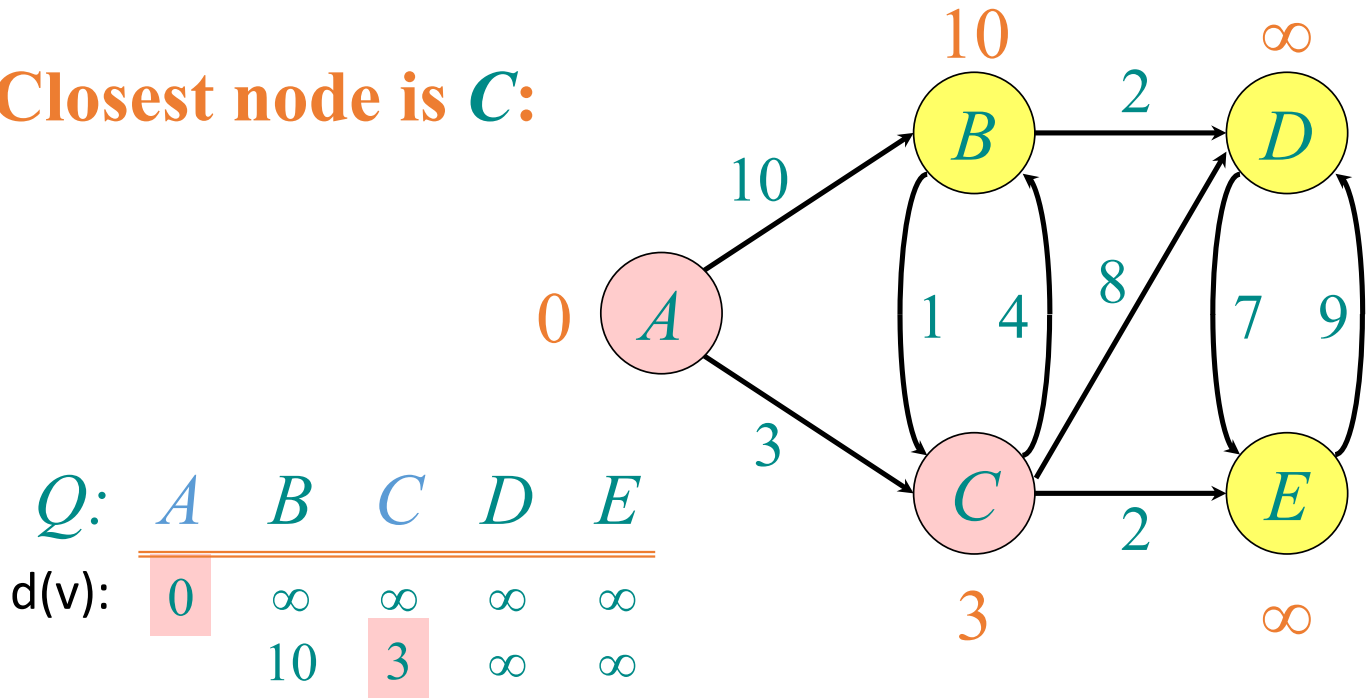 Closest node is C:
10
∞
B
2
D
10
0
A
1
4
8
7
9
3
C
2
E
3
∞
Q: A B C D E
d(v): 0 ∞ ∞ ∞ ∞
10 3 ∞ ∞